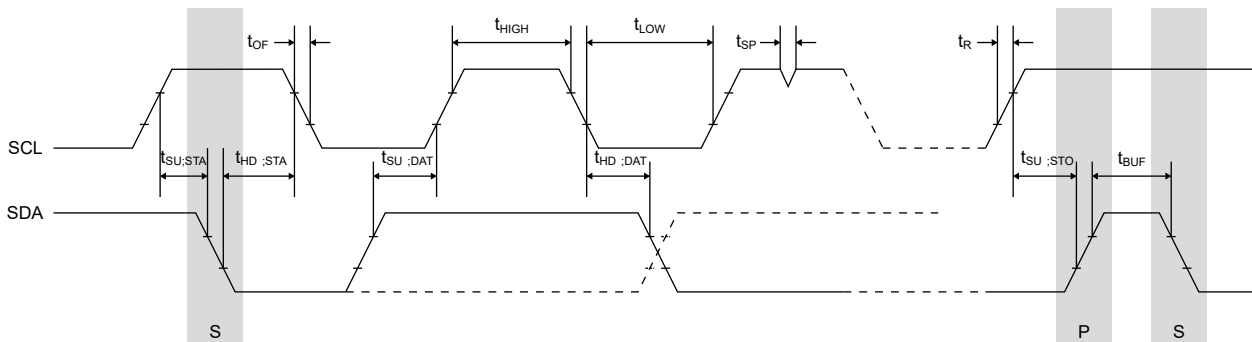 tOF
tHIGH
tLOW
tSP
tR
SCL
tSU;STA
tHD ;STA
tSU ;DAT
tHD ;DAT
tSU ;STO
tBUF
SDA
S
P
S